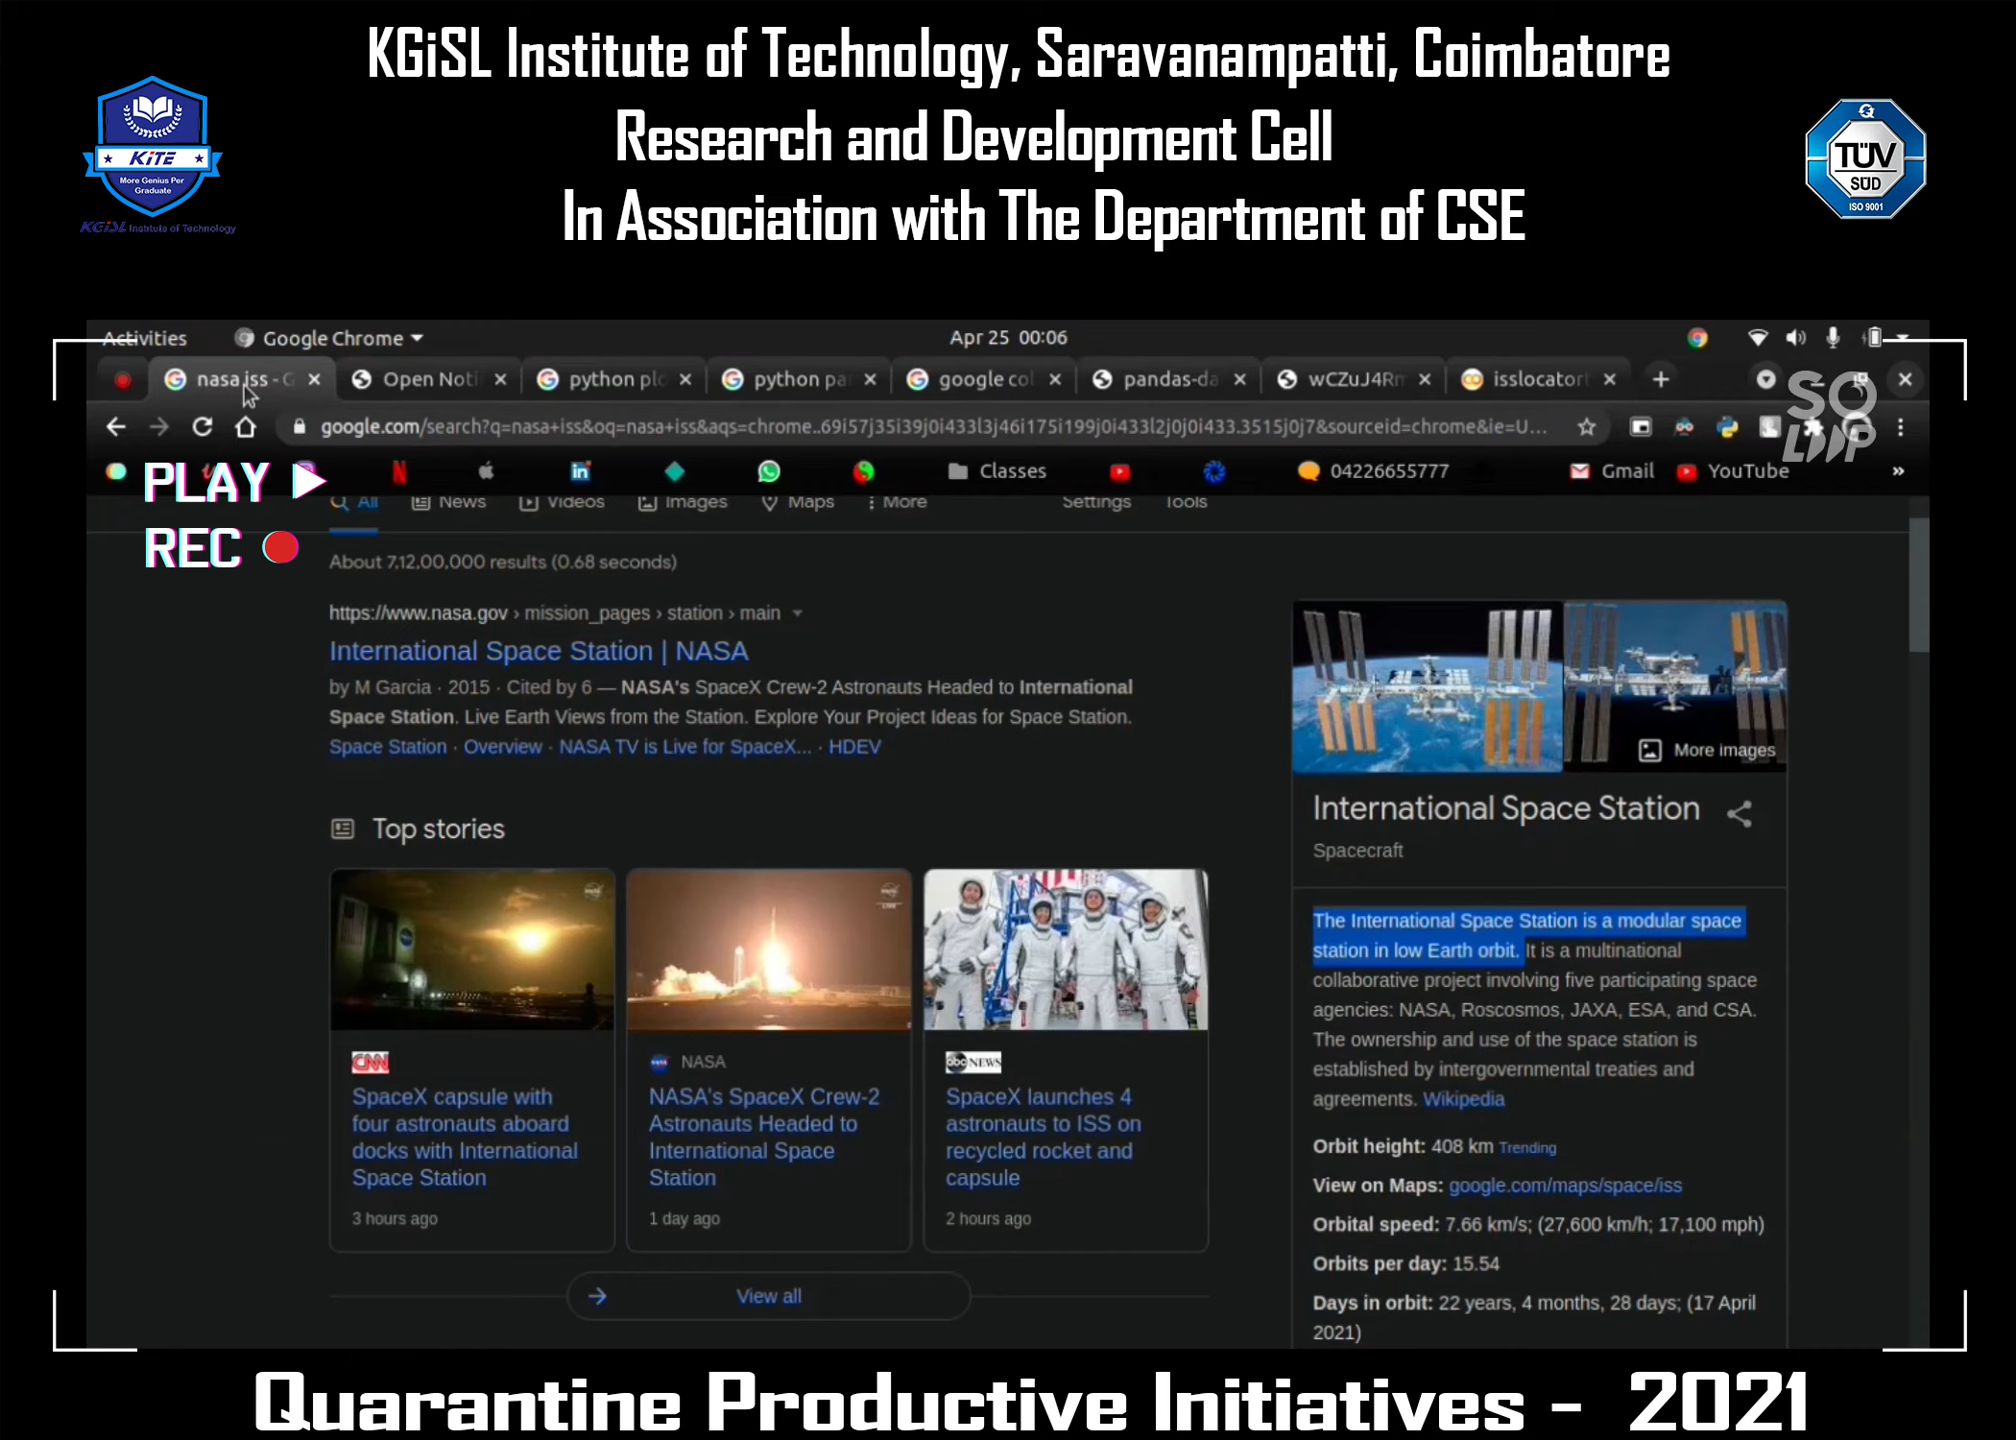 KGiSL Institute of Technology, Saravanampatti, Coimbatore
Research and Development Cell
In Association with The Department of CSE
KiTE
More Genius Per
Graduate
KGiSL Institute of Technology
TÜV
SÜD
ISO 9001
Activities Google Chrome Apr 25 00:06
nasa iss - G Open Noti python plo python pa google col pandas-da wCZuJ4Rm isslocator
google.com/search?q=nasa+iss&oq=nasa+iss&aqs=chrome..69i57j35i39j0i433l3j46i175i199j0i433l2j0j0i433.3515j0j7&sourceid=chrome&ie=U...
SOLDIP
Classes 04226655777 Gmail YouTube »
PLAY
REC
All News Videos Images Maps More Settings Tools
About 7,12,00,000 results (0.68 seconds)
https://www.nasa.gov › mission_pages › station › main
International Space Station | NASA
by M Garcia · 2015 · Cited by 6 — NASA's SpaceX Crew-2 Astronauts Headed to International
Space Station. Live Earth Views from the Station. Explore Your Project Ideas for Space Station.
Space Station · Overview · NASA TV is Live for SpaceX... · HDEV
Top stories
CNN
SpaceX capsule with
four astronauts aboard
docks with International
Space Station
3 hours ago
NASA
NASA's SpaceX Crew-2
Astronauts Headed to
International Space
Station
1 day ago
abc NEWS
SpaceX launches 4
astronauts to ISS on
recycled rocket and
capsule
2 hours ago
View all
More images
International Space Station
Spacecraft
The International Space Station is a modular space
station in low Earth orbit. It is a multinational
collaborative project involving five participating space
agencies: NASA, Roscosmos, JAXA, ESA, and CSA.
The ownership and use of the space station is
established by intergovernmental treaties and
agreements. Wikipedia
Orbit height: 408 km Trending
View on Maps: google.com/maps/space/iss
Orbital speed: 7.66 km/s; (27,600 km/h; 17,100 mph)
Orbits per day: 15.54
Days in orbit: 22 years, 4 months, 28 days; (17 April
2021)
Quarantine Productive Initiatives - 2021